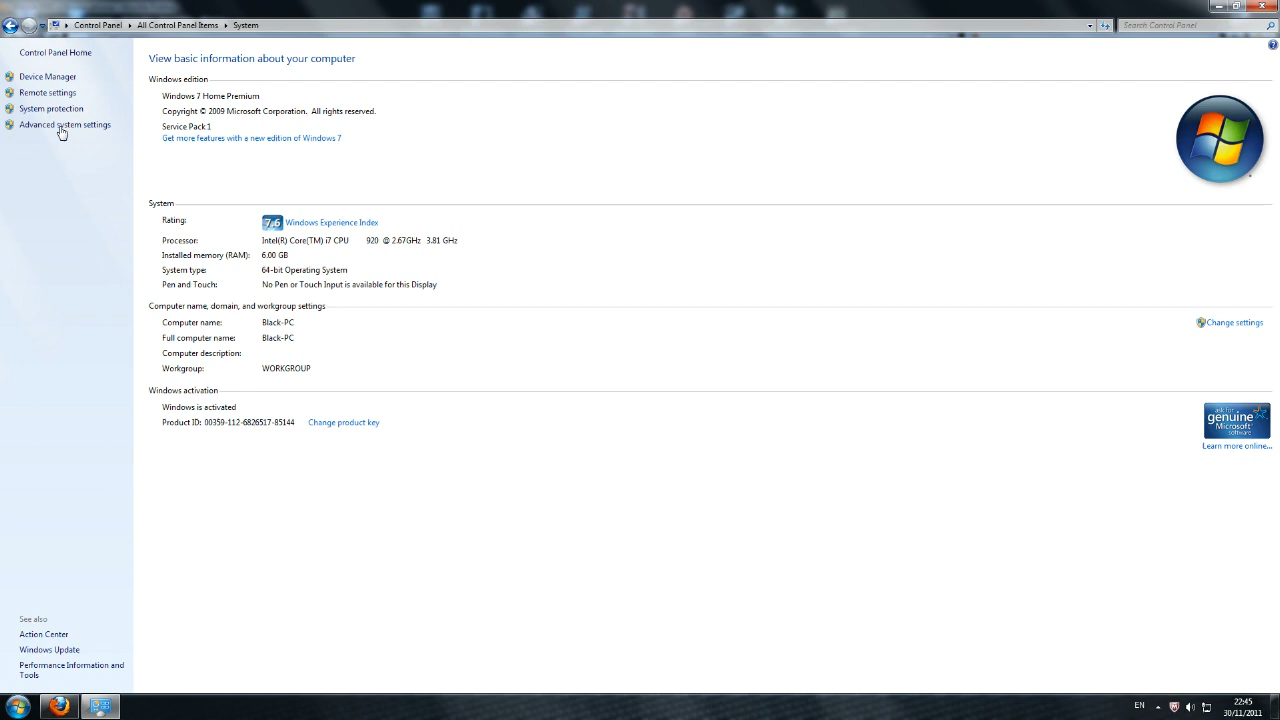 Control Panel ▸ All Control Panel Items ▸ System
Search Control Panel
Control Panel Home
Device Manager
Remote settings
System protection
Advanced system settings
View basic information about your computer
Windows edition
Windows 7 Home Premium
Copyright © 2009 Microsoft Corporation. All rights reserved.
Service Pack 1
Get more features with a new edition of Windows 7
System
Rating: 7,6 Windows Experience Index
Processor: Intel(R) Core(TM) i7 CPU 920 @ 2.67GHz 3.81 GHz
Installed memory (RAM): 6.00 GB
System type: 64-bit Operating System
Pen and Touch: No Pen or Touch Input is available for this Display
Computer name, domain, and workgroup settings
Computer name: Black-PC
Change settings
Full computer name: Black-PC
Computer description:
Workgroup: WORKGROUP
Windows activation
Windows is activated
Product ID: 00359-112-6826517-85144 Change product key
ask for
genuine
Microsoft
software
Learn more online...
See also
Action Center
Windows Update
Performance Information and
Tools
EN
22:45
30/11/2011